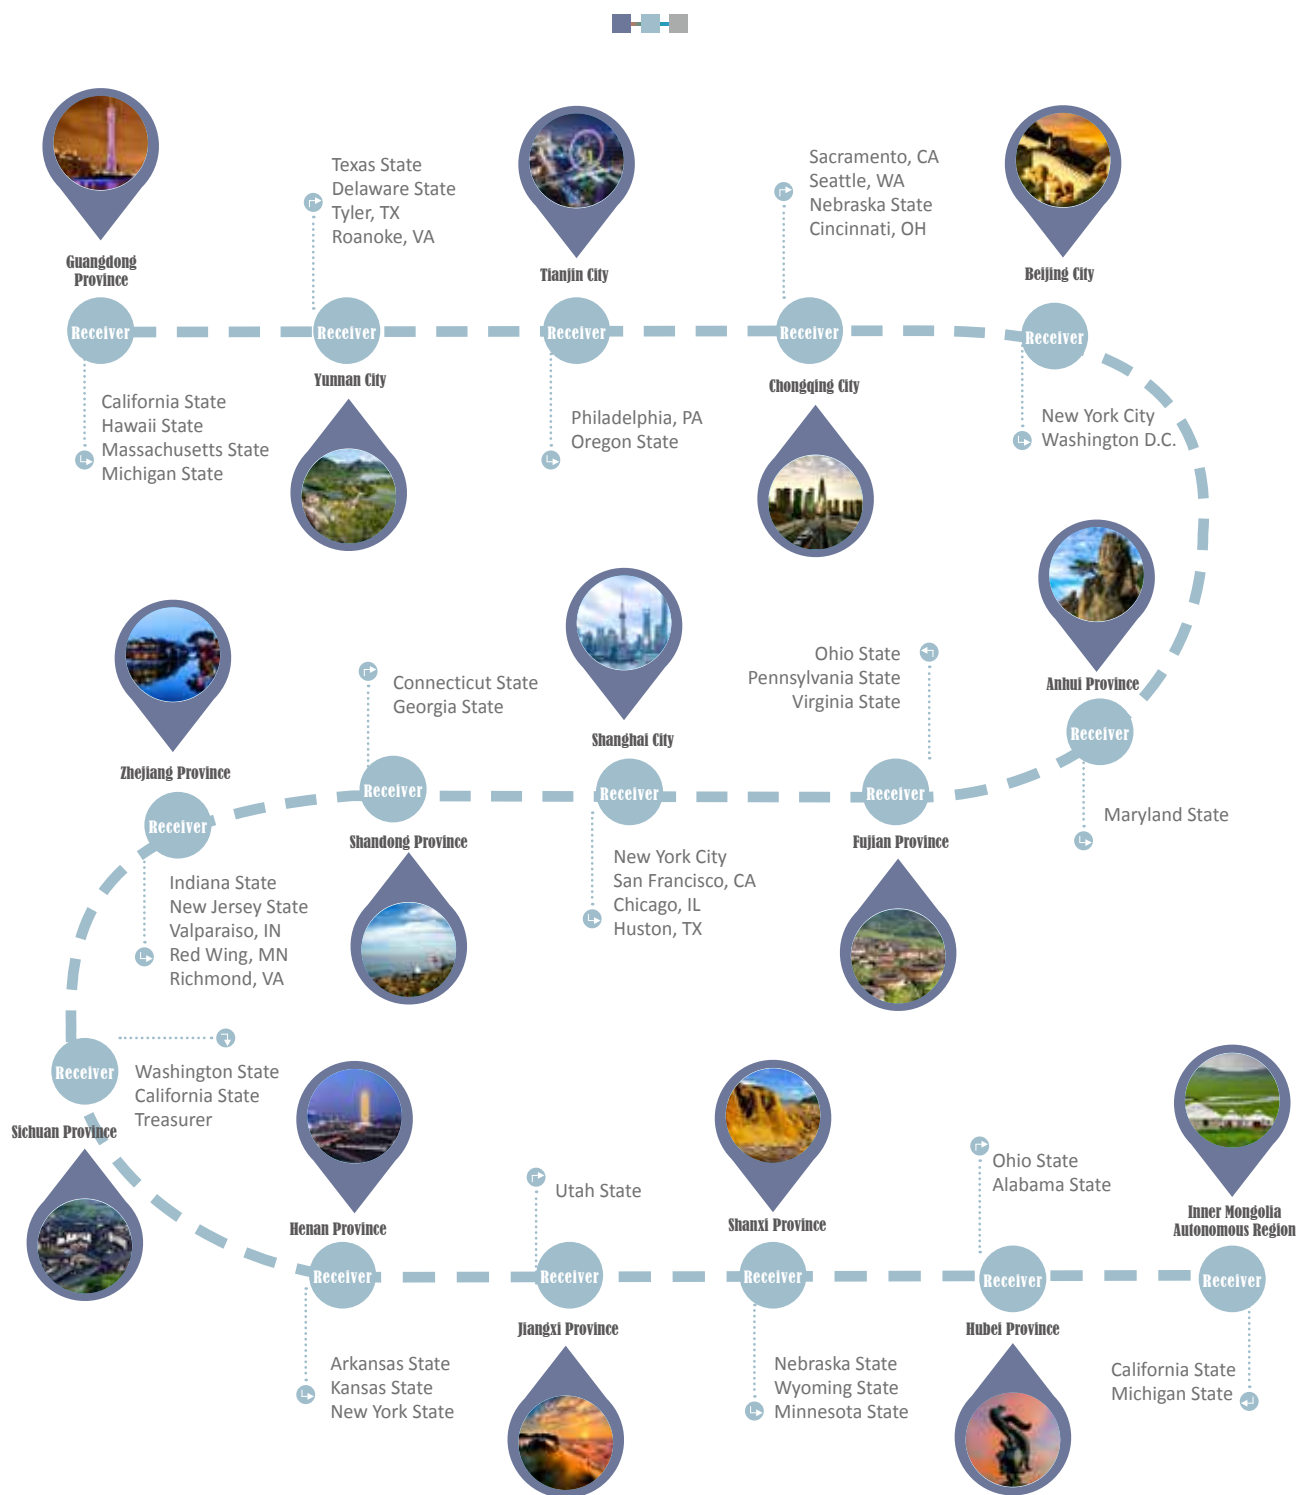 Guangdong
Province
Receiver
California State
Hawaii State
Massachusetts State
Michigan State
Texas State
Delaware State
Tyler, TX
Roanoke, VA
Receiver
Yunnan City
Tianjin City
Receiver
Philadelphia, PA
Oregon State
Sacramento, CA
Seattle, WA
Nebraska State
Cincinnati, OH
Receiver
Chongqing City
Beijing City
Receiver
New York City
Washington D.C.
Anhui Province
Receiver
Maryland State
Ohio State
Pennsylvania State
Virginia State
Receiver
Fujian Province
Shanghai City
Receiver
New York City
San Francisco, CA
Chicago, IL
Huston, TX
Connecticut State
Georgia State
Receiver
Shandong Province
Zhejiang Province
Receiver
Indiana State
New Jersey State
Valparaiso, IN
Red Wing, MN
Richmond, VA
Receiver
Washington State
California State
Treasurer
Sichuan Province
Henan Province
Receiver
Arkansas State
Kansas State
New York State
Utah State
Receiver
Jiangxi Province
Shanxi Province
Receiver
Nebraska State
Wyoming State
Minnesota State
Ohio State
Alabama State
Receiver
Hubei Province
Inner Mongolia
Autonomous Region
Receiver
California State
Michigan State